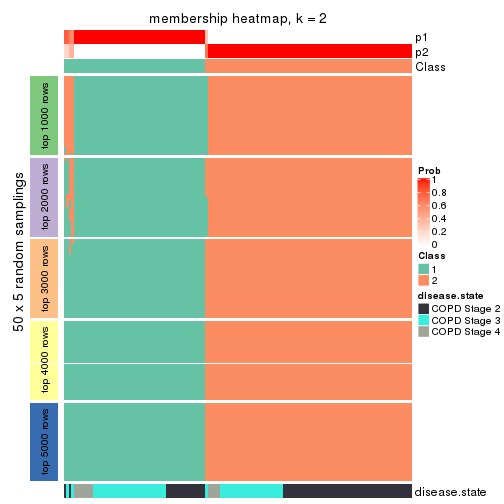 membership heatmap, k = 2
p1
p2
Class
50 x 5 random samplings
top 1000 rows
top 2000 rows
top 3000 rows
top 4000 rows
top 5000 rows
Prob
1
0.8
0.6
0.4
0.2
0
Class
1
2
disease.state
COPD Stage 2
COPD Stage 3
COPD Stage 4
disease.state